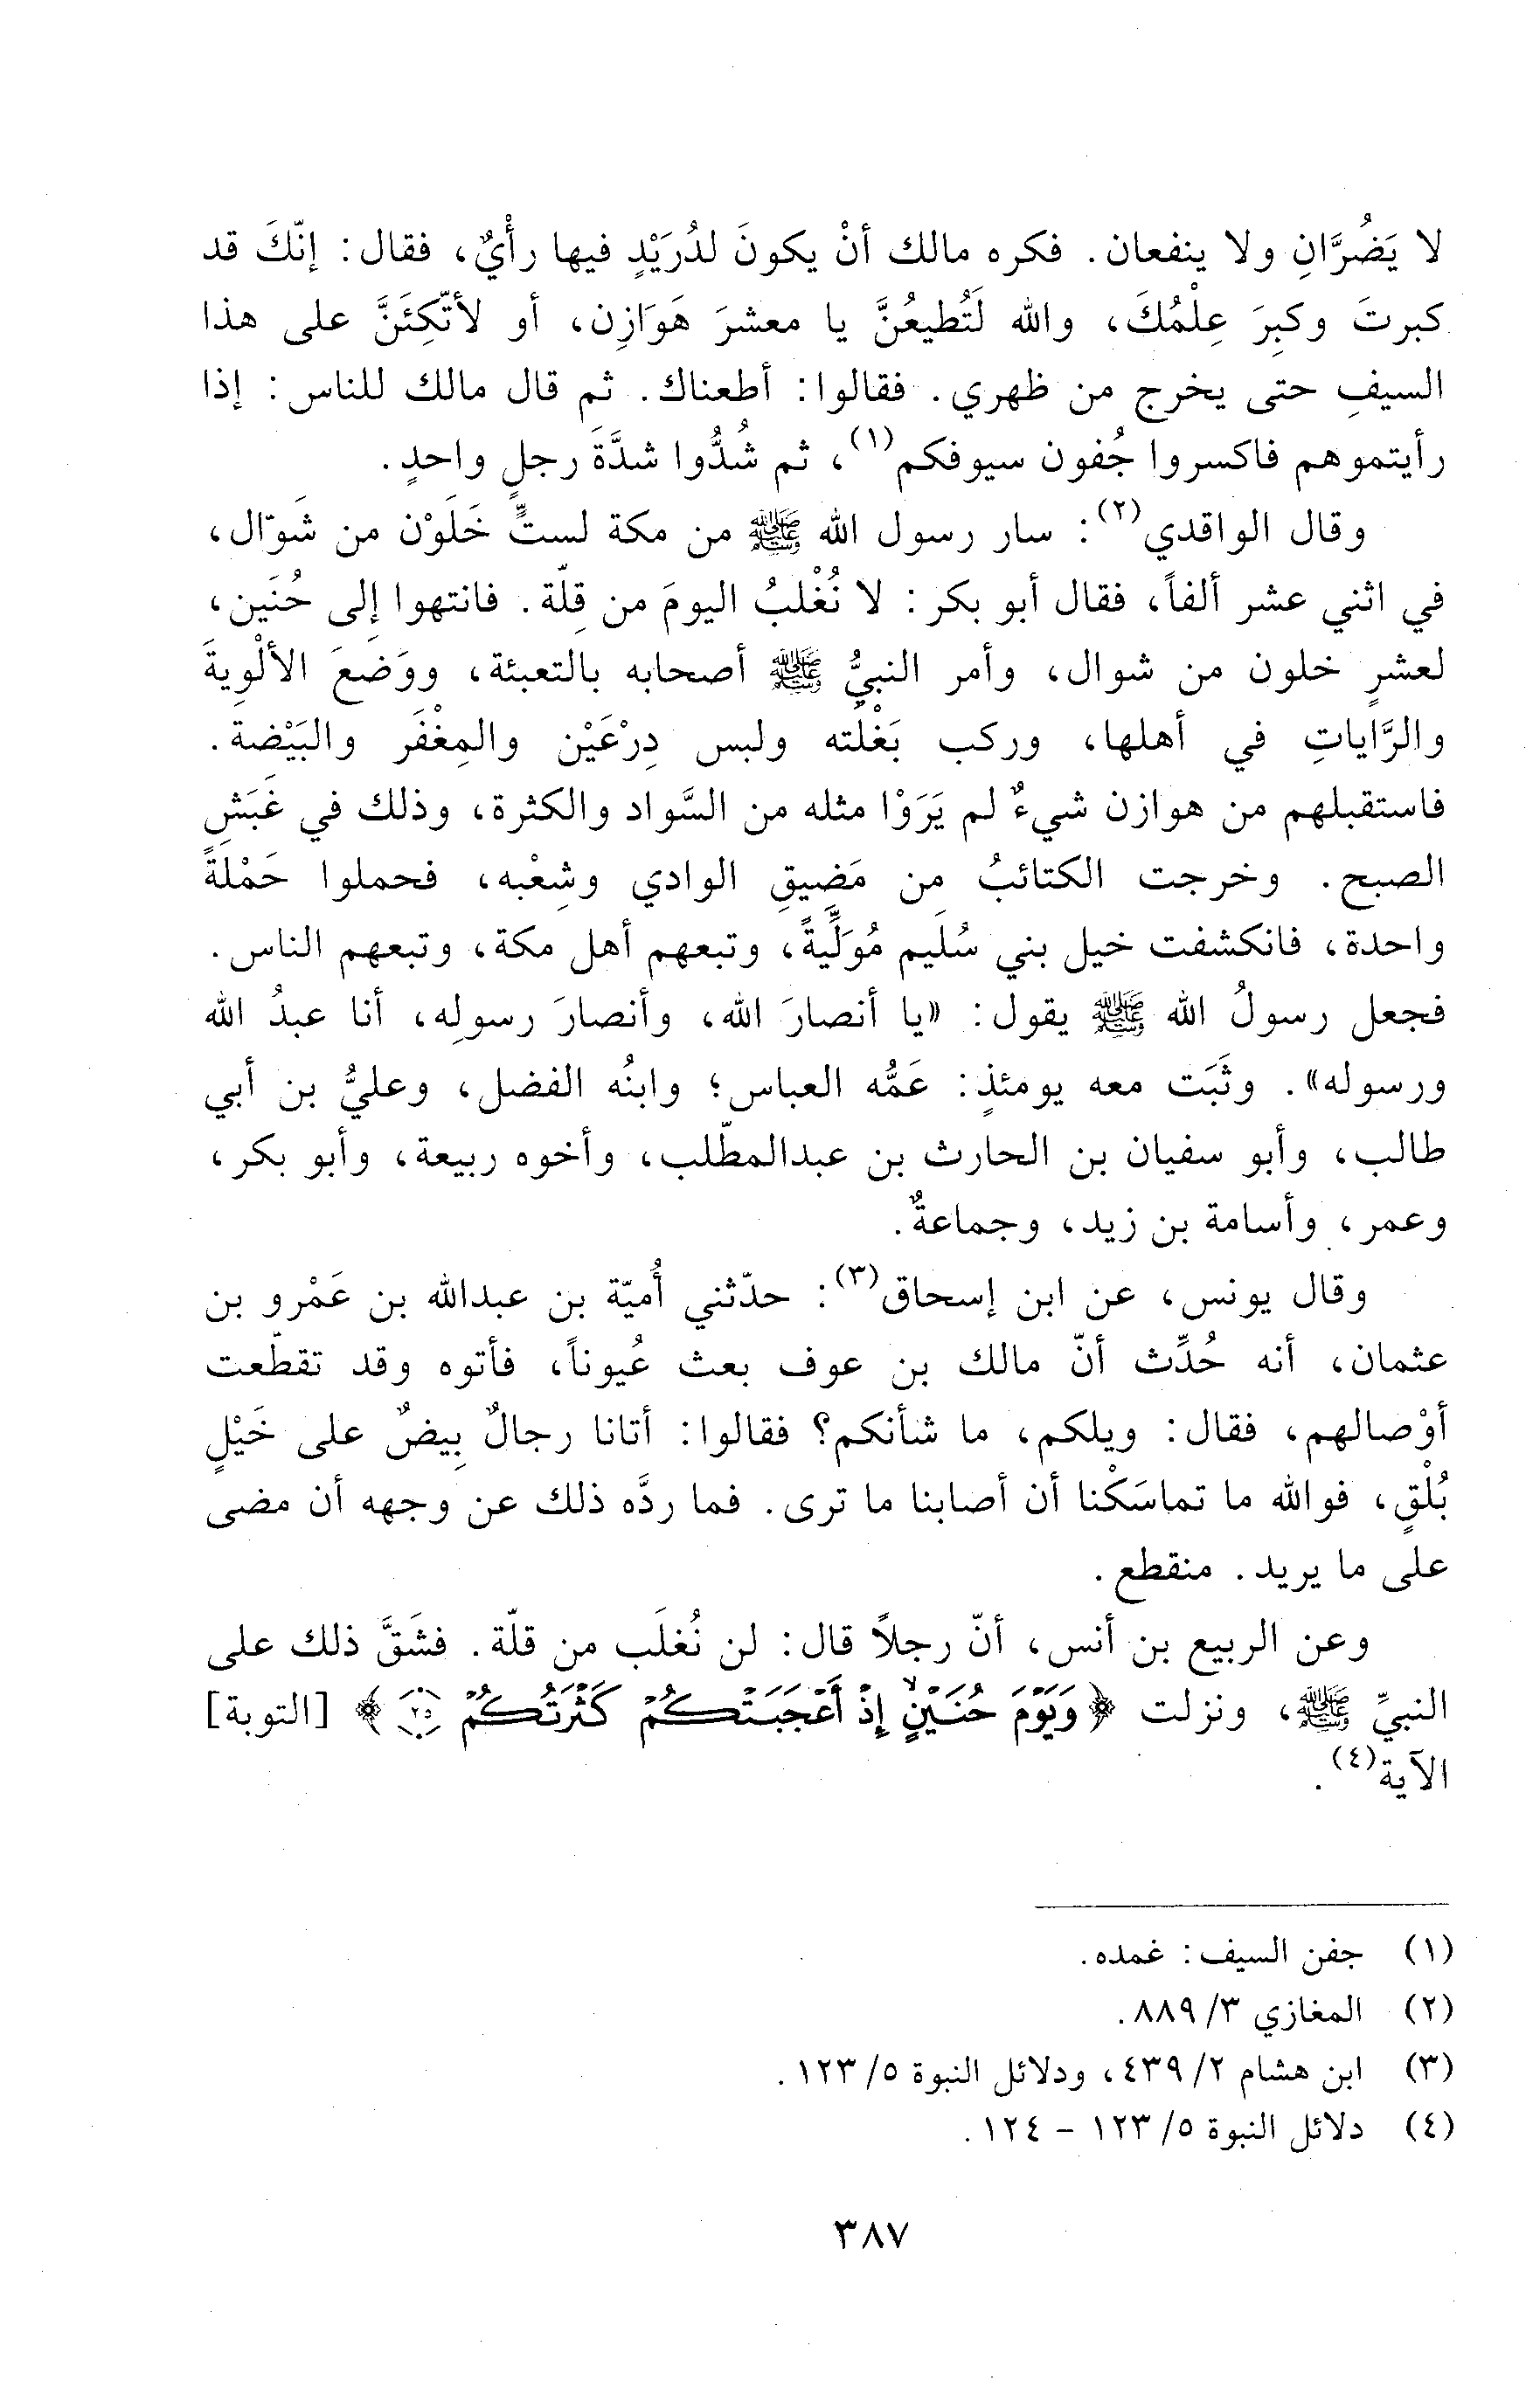 لا يَضُرَّانِ ولا ينفعان. فكره مالك أنْ يكونَ لدُرَيْدٍ فيها رأْيٌ، فقال: إنّكَ قد
كبرتَ وكبِرَ عِلْمُكَ، والله لَتُطيعُنَّ يا معشرَ هَوَازِن، أو لأتّكِئَنَّ على هذا
السيفِ حتى يخرج من ظهري. فقالوا: أطعناك. ثم قال مالك للناس: إذا
رأيتموهم فاكسروا جُفون سيوفكم(١)، ثم شُدُّوا شدَّةَ رجلٍ واحدٍ.
وقال الواقدي(٢): سار رسول الله ﷺ من مكة لستٍّ خَلَوْن من شَوّال،
في اثني عشر ألفاً، فقال أبو بكر: لا نُغْلبُ اليومَ من قِلّة. فانتهوا إلى حُنَين،
لعشرٍ خلون من شوال، وأمر النبيُّ ﷺ أصحابه بالتعبئة، ووَضَعَ الألْوِيةَ
والرَّاياتِ في أهلها، وركب بَغْلَته ولبس دِرْعَيْن والمِغْفَر والبَيْضة.
فاستقبلهم من هوازن شيءٌ لم يَرَوْا مثله من السَّواد والكثرة، وذلك في غَبَشِ
الصبح. وخرجت الكتائبُ من مَضِيقِ الوادي وشِعْبه، فحملوا حَمْلةً
واحدة، فانكشفت خيل بني سُلَيم مُوَلِّيةً، وتبعهم أهل مكة، وتبعهم الناس.
فجعل رسولُ الله ﷺ يقول: «يا أنصارَ الله، وأنصارَ رسولِه، أنا عبدُ الله
ورسوله». وثَبَت معه يومئذٍ: عَمُّه العباس؛ وابنُه الفضل، وعليُّ بن أبي
طالب، وأبو سفيان بن الحارث بن عبدالمطّلب، وأخوه ربيعة، وأبو بكر،
وعمر، وأسامة بن زيد، وجماعةٌ.
وقال يونس، عن ابن إسحاق(٣): حدّثني أُميّة بن عبدالله بن عَمْرو بن
عثمان، أنه حُدِّث أنّ مالك بن عوف بعث عُيوناً، فأتوه وقد تقطّعت
أوْصالهم، فقال: ويلكم، ما شأنكم؟ فقالوا: أتانا رجالٌ بِيضٌ على خَيْلٍ
بُلْقٍ، فوالله ما تماسَكْنا أن أصابنا ما ترى. فما ردَّه ذلك عن وجهه أن مضى
على ما يريد. منقطع.
وعن الربيع بن أنس، أنّ رجلاً قال: لن نُغلَب من قلّة. فشَقَّ ذلك على
النبيِّ ﷺ، ونزلت ﴿وَيَوْمَ حُنَيْنٍ إِذْ أَعْجَبَتْكُمْ كَثْرَتُكُمْ ٢٥﴾ [التوبة]
الآية(٤).
(١) جفن السيف: غمده.
(٢) المغازي ٣/ ٨٨٩.
(٣) ابن هشام ٢/ ٤٣٩، ودلائل النبوة ٥/ ١٢٣.
(٤) دلائل النبوة ٥/ ١٢٣ - ١٢٤.
٣٨٧